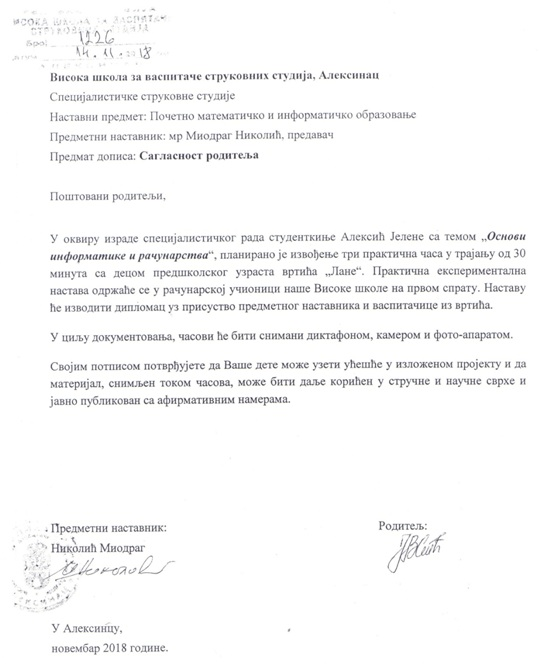 ВИСОКА ШКОЛА ЗА ВАСПИТАЧЕ
СТРУКОВНИХ СТУДИЈА
Број 1226
14. 11. 2018
Висока школа за васпитаче струковних студија, Алексинац
Специјалистичке струковне студије
Наставни предмет: Почетно математичко и информатичко образовање
Предметни наставник: мр Миодраг Николић, предавач
Предмат дописа: Сагласност родитеља
Поштовани родитељи,
У оквиру израде специјалистичког рада студенткиње Алексић Јелене са темом „Основи
информатике и рачунарства“, планирано је извођење три практична часа у трајању од 30
минута са децом предшколског узраста вртића „Лане“. Практична експериментална
настава одржаће се у рачунарској учионици наше Високе школе на првом спрату. Наставу
ће изводити дипломац уз присуство предметног наставника и васпитачице из вртића.
У циљу документовања, часови ће бити снимани диктафоном, камером и фото-апаратом.
Својим потписом потврђујете да Ваше дете може узети ућешће у изложеном пројекту и да
материјал, снимљен током часова, може бити даље корићен у стручне и научне сврхе и
јавно публикован са афирмативним намерама.
Предметни наставник:
Родитељ:
Николић Миодраг
У Алексинцу,
новембар 2018 године.